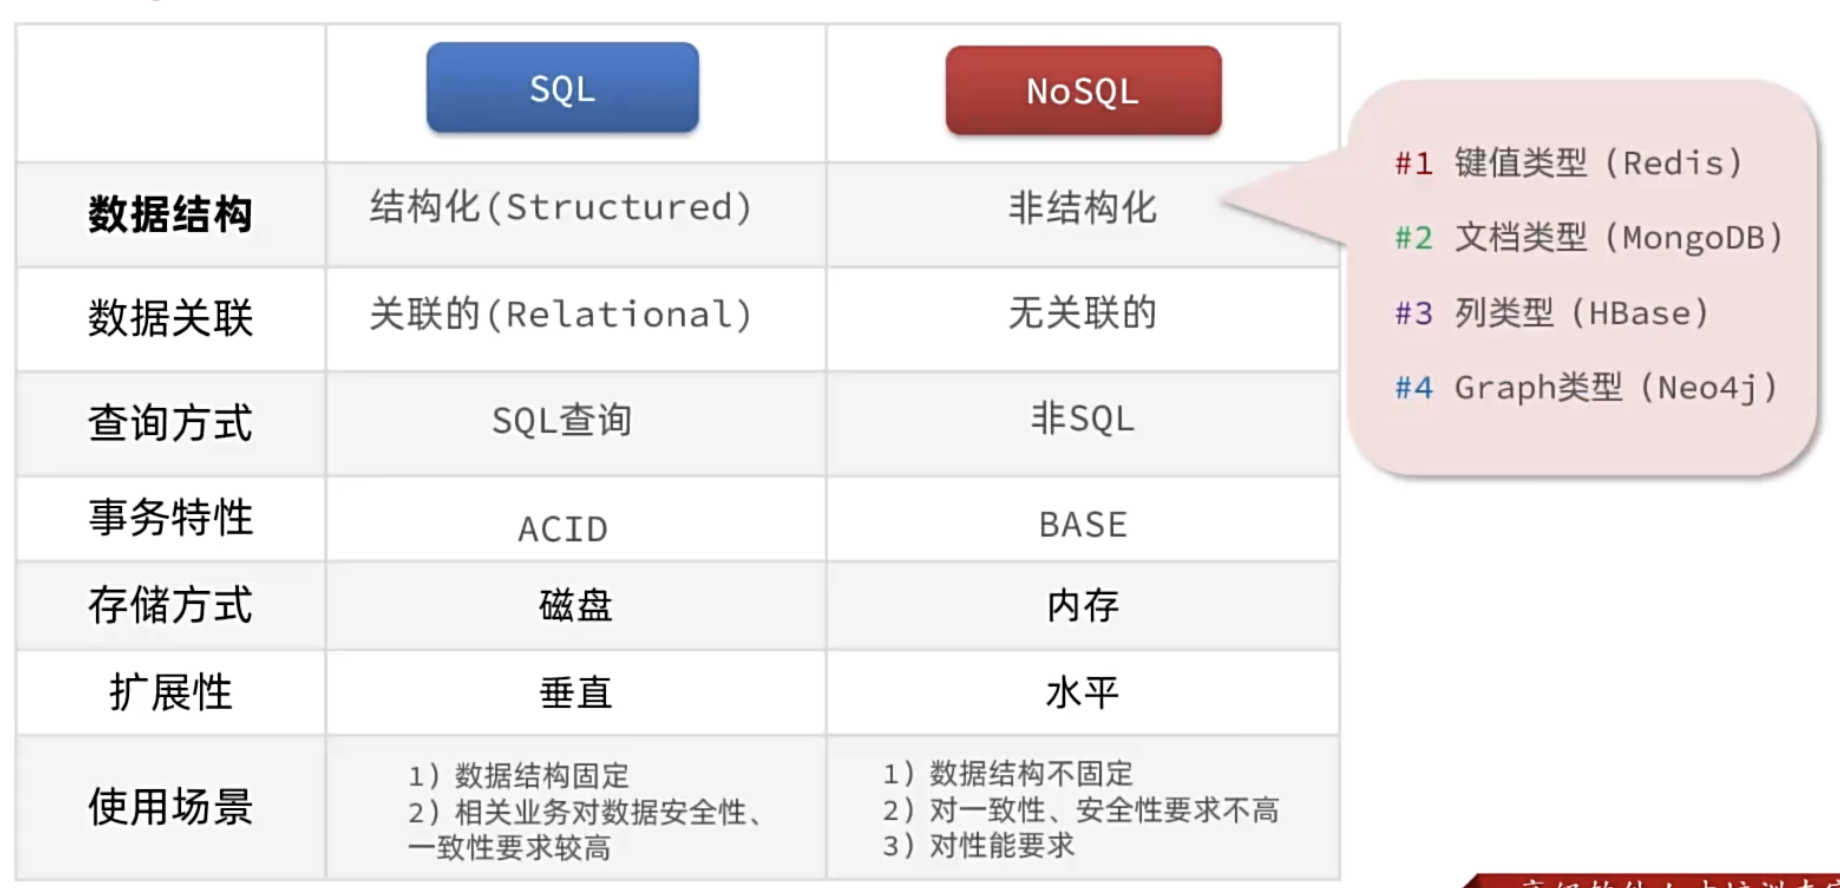 SQL
NoSQL
数据结构
结构化(Structured)
非结构化
#1 键值类型（Redis）
#2 文档类型（MongoDB）
#3 列类型（HBase）
#4 Graph类型（Neo4j）
数据关联
关联的(Relational)
无关联的
查询方式
SQL查询
非SQL
事务特性
ACID
BASE
存储方式
磁盘
内存
扩展性
垂直
水平
使用场景
1）数据结构固定
2）相关业务对数据安全性、
一致性要求较高
1）数据结构不固定
2）对一致性、安全性要求不高
3）对性能要求